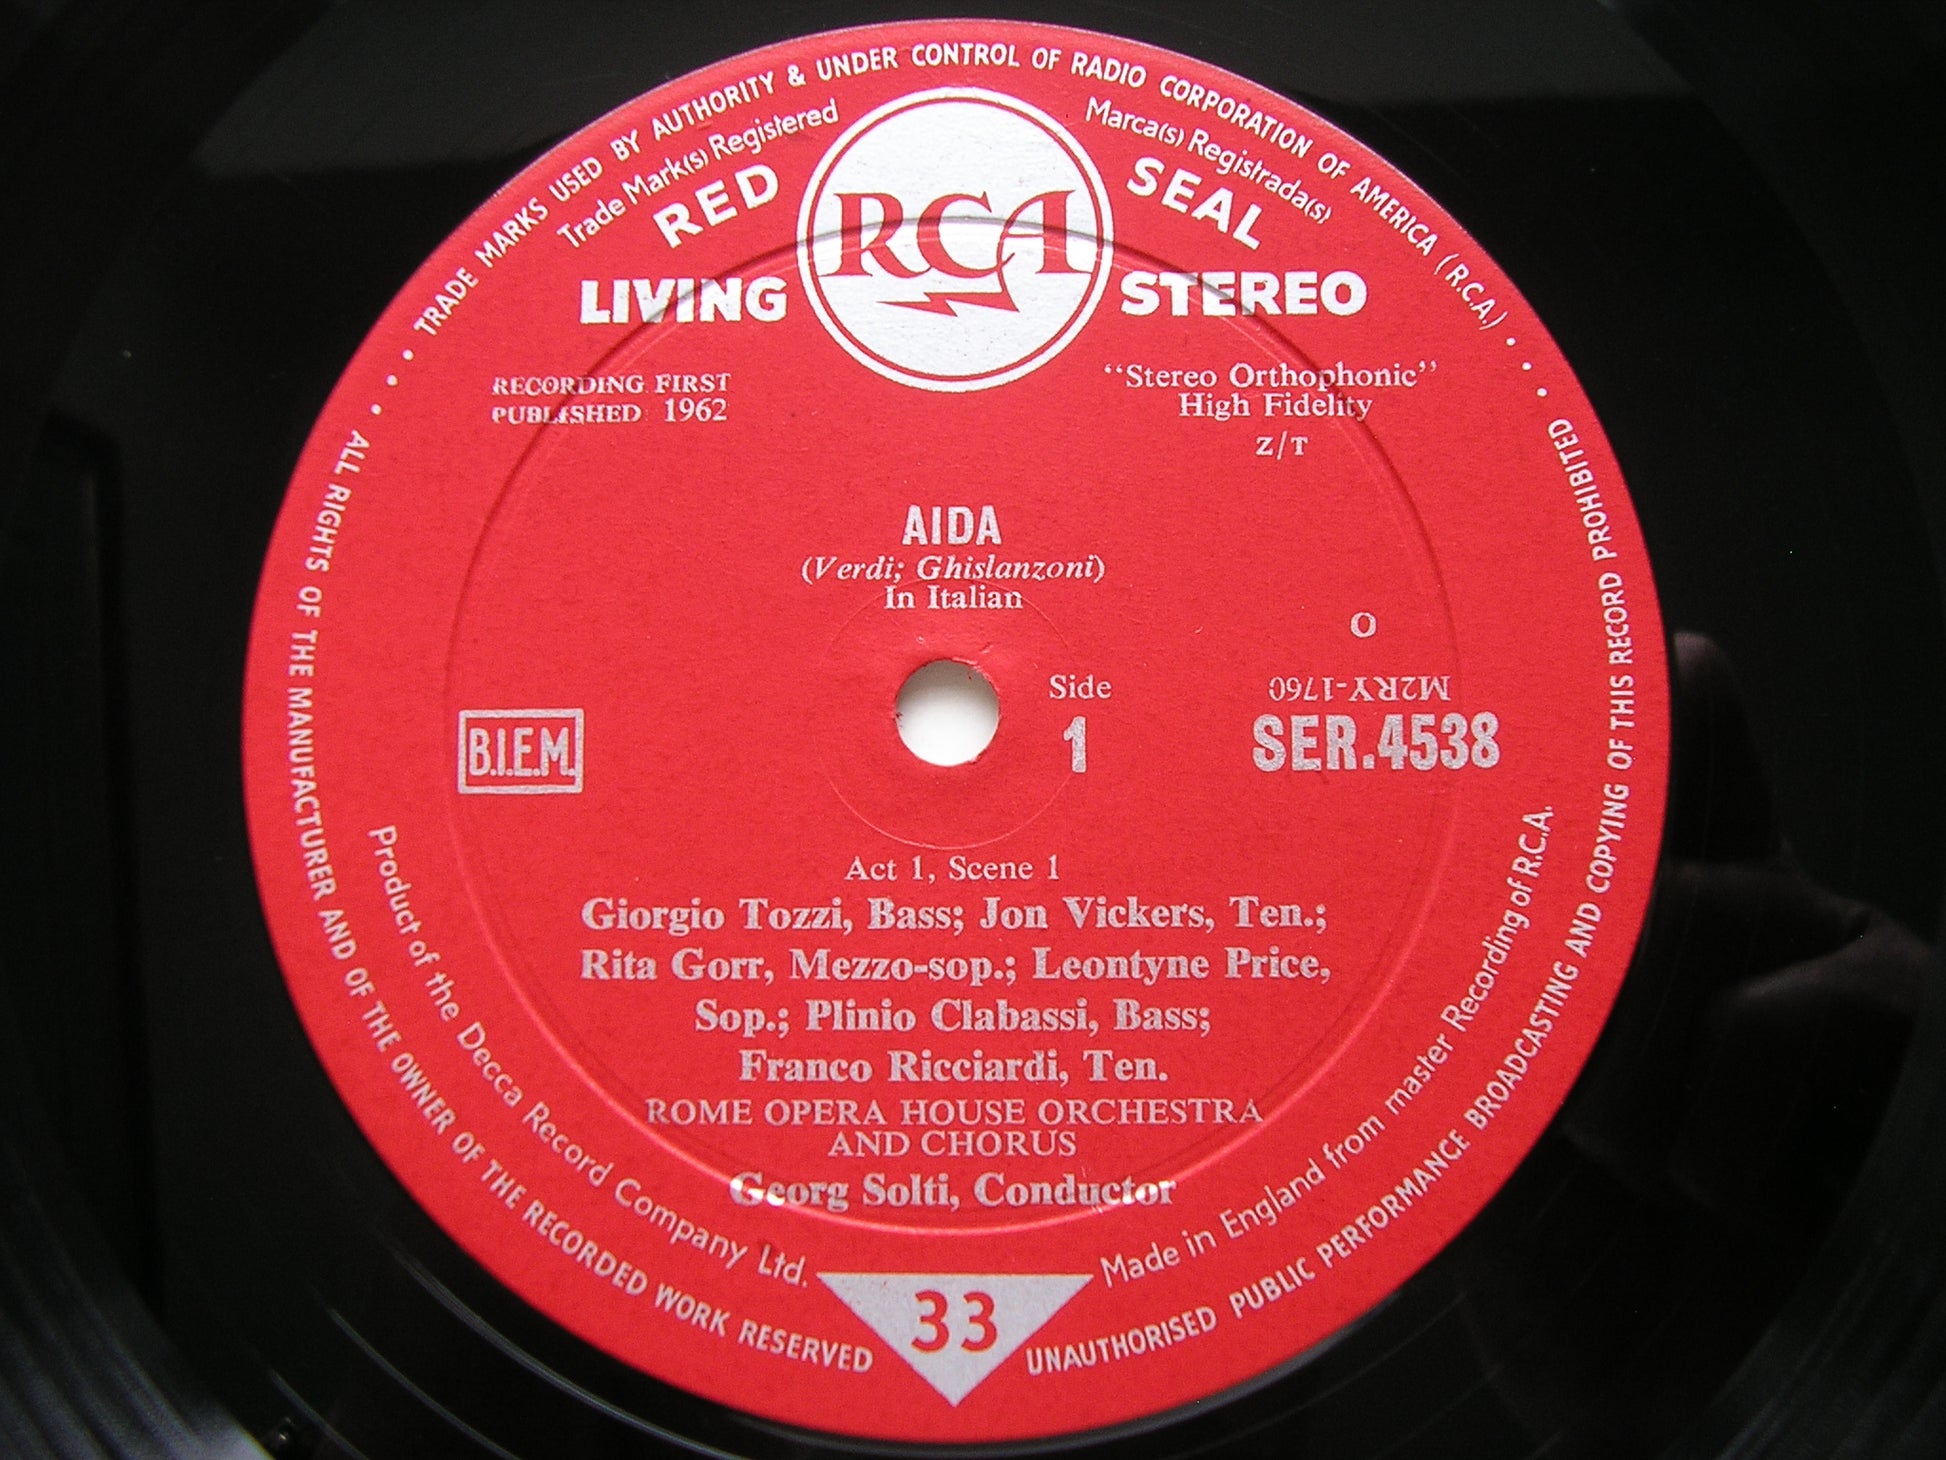 TRADE MARKS USED BY AUTHORITY & UNDER CONTROL OF RADIO CORPORATION OF AMERICA (R.C.A.)
Trade Mark(s) Registered
Marca(s) Registrada(s)
RED SEAL
RCA
LIVING STEREO
RECORDING FIRST
PUBLISHED 1962
"Stereo Orthophonic"
High Fidelity
Z/T
AIDA
(Verdi; Ghislanzoni)
In Italian
O
Side
1
M2RY-1760
SER.4538
B.I.E.M.
Act 1, Scene 1
Giorgio Tozzi, Bass; Jon Vickers, Ten.;
Rita Gorr, Mezzo-sop.; Leontyne Price,
Sop.; Plinio Clabassi, Bass;
Franco Ricciardi, Ten.
ROME OPERA HOUSE ORCHESTRA
AND CHORUS
Georg Solti, Conductor
Product of the Decca Record Company Ltd.
Made in England from master Recording of R.C.A.
33
ALL RIGHTS OF THE MANUFACTURER AND OF THE OWNER OF THE RECORDED WORK RESERVED
UNAUTHORISED PUBLIC PERFORMANCE BROADCASTING AND COPYING OF THIS RECORD PROHIBITED